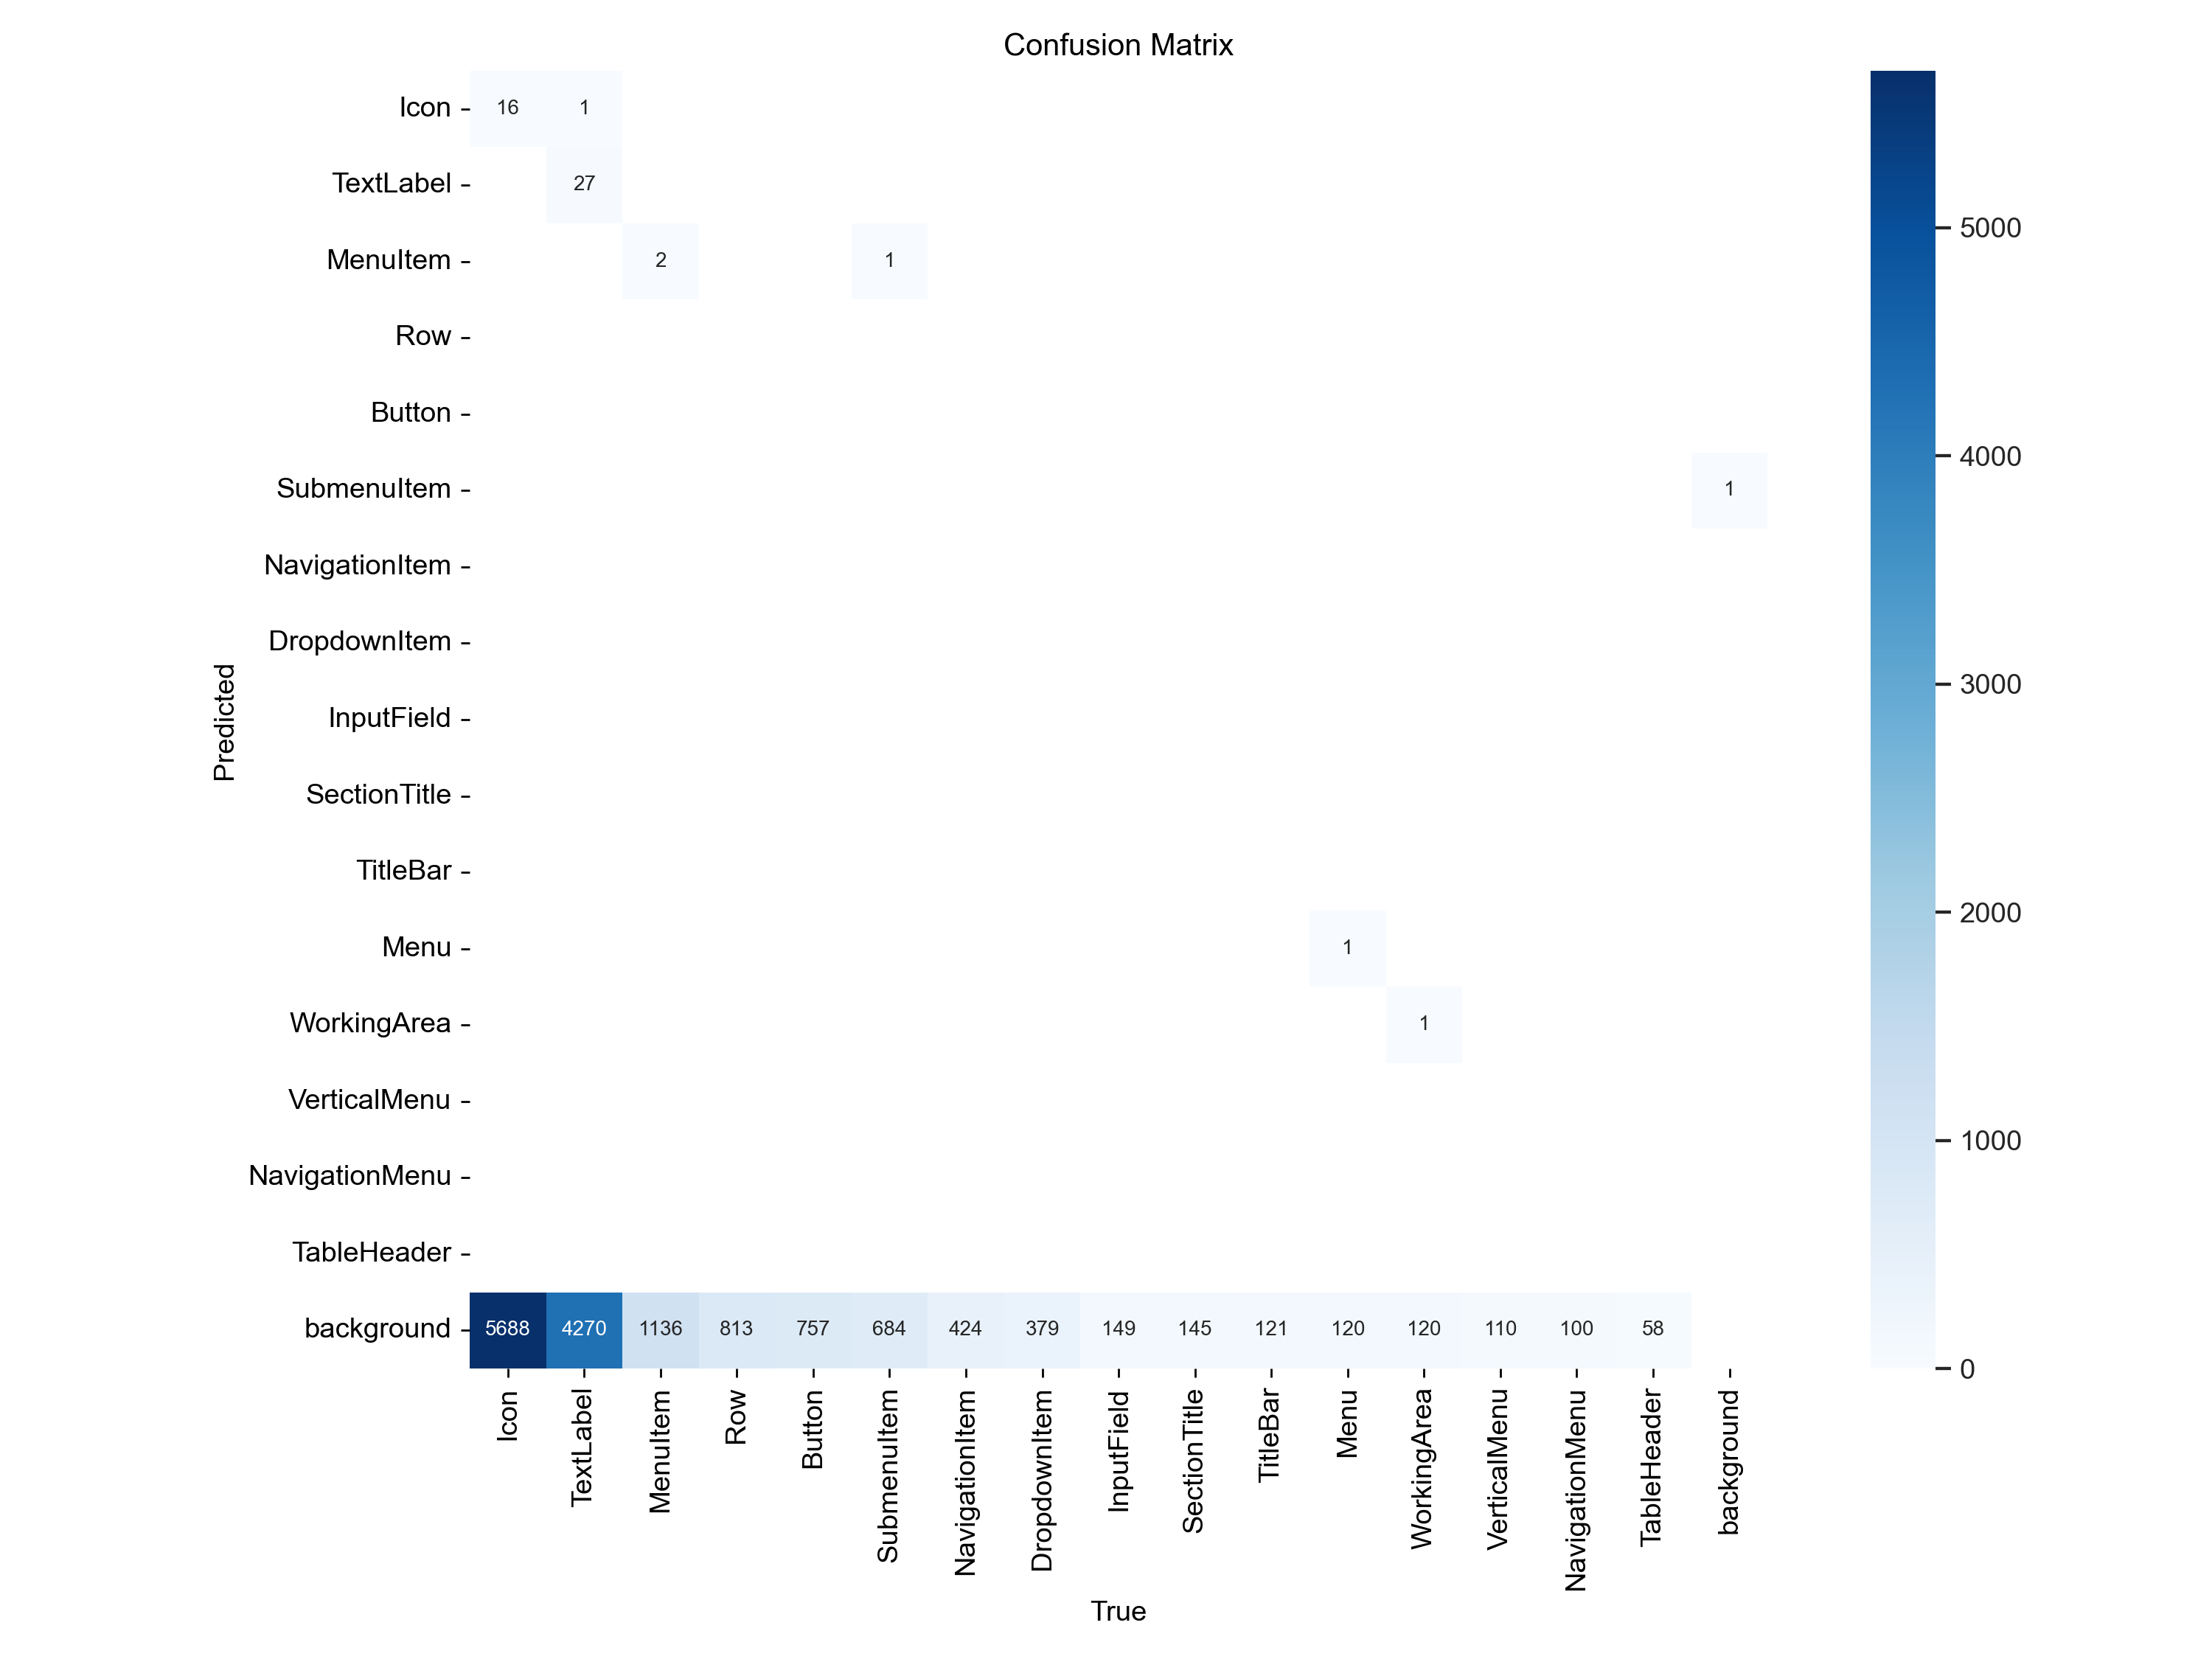 Confusion Matrix
Icon 16 1
TextLabel 27
MenuItem 2 1
Row
Button
SubmenuItem 1
NavigationItem
DropdownItem
InputField
SectionTitle
TitleBar
Menu 1
WorkingArea 1
VerticalMenu
NavigationMenu
TableHeader
background 5688 4270 1136 813 757 684 424 379 149 145 121 120 120 110 100 58
Predicted
Icon TextLabel MenuItem Row Button SubmenuItem NavigationItem DropdownItem InputField SectionTitle TitleBar Menu WorkingArea VerticalMenu NavigationMenu TableHeader background
True
5000
4000
3000
2000
1000
0